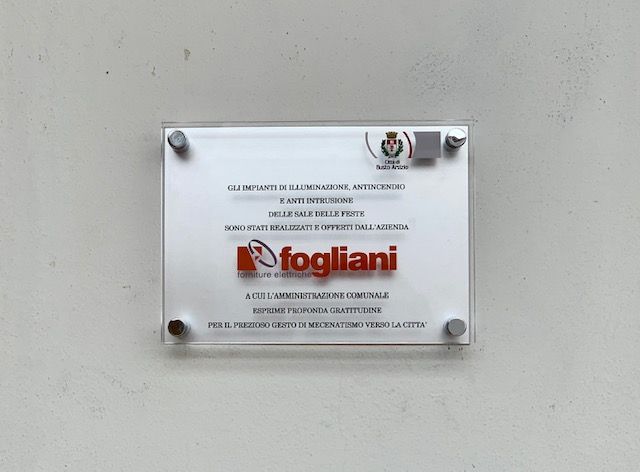 Città di
Busto Arsizio
GLI IMPIANTI DI ILLUMINAZIONE, ANTINCENDIO
E ANTI INTRUSIONE
DELLE SALE DELLE FESTE
SONO STATI REALIZZATI E OFFERTI DALL'AZIENDA
fogliani
forniture elettriche
A CUI L'AMMINISTRAZIONE COMUNALE
ESPRIME PROFONDA GRATITUDINE
PER IL PREZIOSO GESTO DI MECENATISMO VERSO LA CITTA'